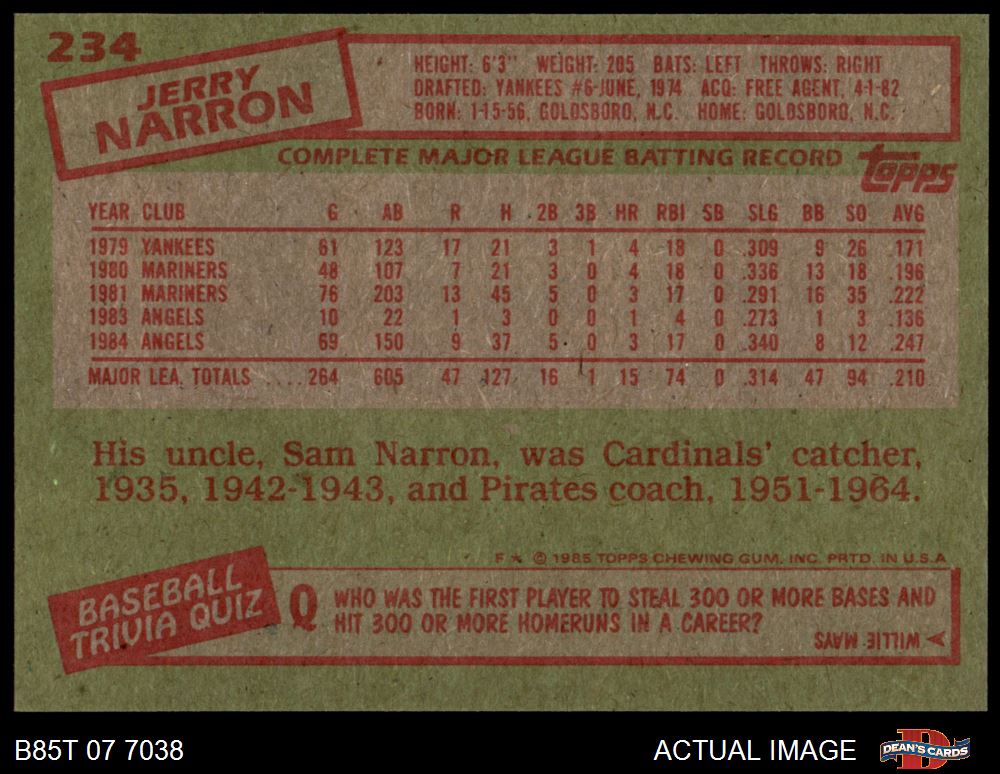 234
JERRY
NARRON
HEIGHT: 6'3" WEIGHT: 205 BATS: LEFT THROWS: RIGHT
DRAFTED: YANKEES #6-JUNE, 1974 ACQ: FREE AGENT, 4-1-82
BORN: 1-15-56, GOLDSBORO, N.C. HOME: GOLDSBORO, N.C.
COMPLETE MAJOR LEAGUE BATTING RECORD
Topps
YEAR CLUB G AB R H 2B 3B HR RBI SB SLG BB SO AVG
1979 YANKEES 61 123 17 21 3 1 4 18 0 .309 9 26 .171
1980 MARINERS 48 107 7 21 3 0 4 18 0 .336 13 18 .196
1981 MARINERS 76 203 13 45 5 0 3 17 0 .291 16 35 .222
1983 ANGELS 10 22 1 3 0 0 1 4 0 .273 1 3 .136
1984 ANGELS 69 150 9 37 5 0 3 17 0 .340 8 12 .247
MAJOR LEA. TOTALS ....264 605 47 127 16 1 15 74 0 .314 47 94 .210
His uncle, Sam Narron, was Cardinals' catcher,
1935, 1942-1943, and Pirates coach, 1951-1964.
F* © 1985 TOPPS CHEWING GUM, INC. PRTD. IN U.S.A.
BASEBALL
TRIVIA QUIZ
Q WHO WAS THE FIRST PLAYER TO STEAL 300 OR MORE BASES AND
HIT 300 OR MORE HOMERUNS IN A CAREER?
A WILLIE MAYS
B85T 07 7038
ACTUAL IMAGE
DEAN'S CARDS